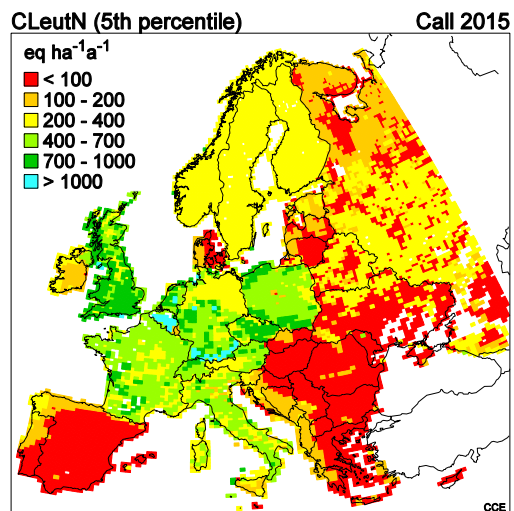 CLeutN (5th percentile) Call 2015
eq ha⁻¹a⁻¹
< 100
100 - 200
200 - 400
400 - 700
700 - 1000
> 1000
CCE